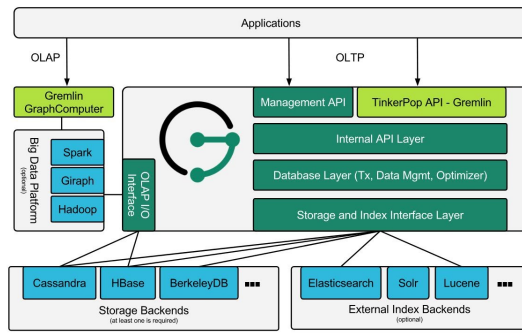 Applications
OLAP
OLTP
Gremlin
GraphComputer
Management API
TinkerPop API - Gremlin
Big Data Platform
(optional)
Spark
Giraph
Hadoop
OLAP I/O
Interface
Internal API Layer
Database Layer (Tx, Data Mgmt, Optimizer)
Storage and Index Interface Layer
Cassandra
HBase
BerkeleyDB
Storage Backends
(at least one is required)
Elasticsearch
Solr
Lucene
External Index Backends
(optional)